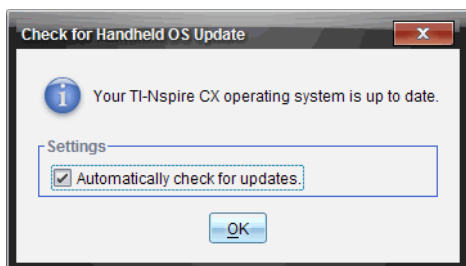 Check for Handheld OS Update
Your TI-Nspire CX operating system is up to date.
Settings
Automatically check for updates.
OK